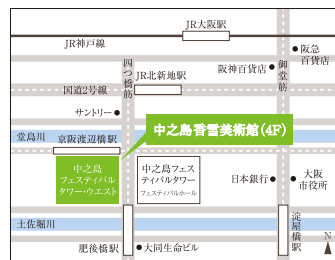 JR大阪駅
JR神戸線
阪急
百貨店
四つ橋筋
御堂筋
阪神百貨店
JR北新地駅
国道2号線
サントリー
堂島川
中之島香雪美術館(4F)
京阪渡辺橋駅
中之島
フェスティバル
タワー・ウエスト
中之島フェス
ティバルタワー
フェスティバルホール
日本銀行
大阪
市役所
土佐堀川
淀屋橋駅
肥後橋駅
大同生命ビル
N